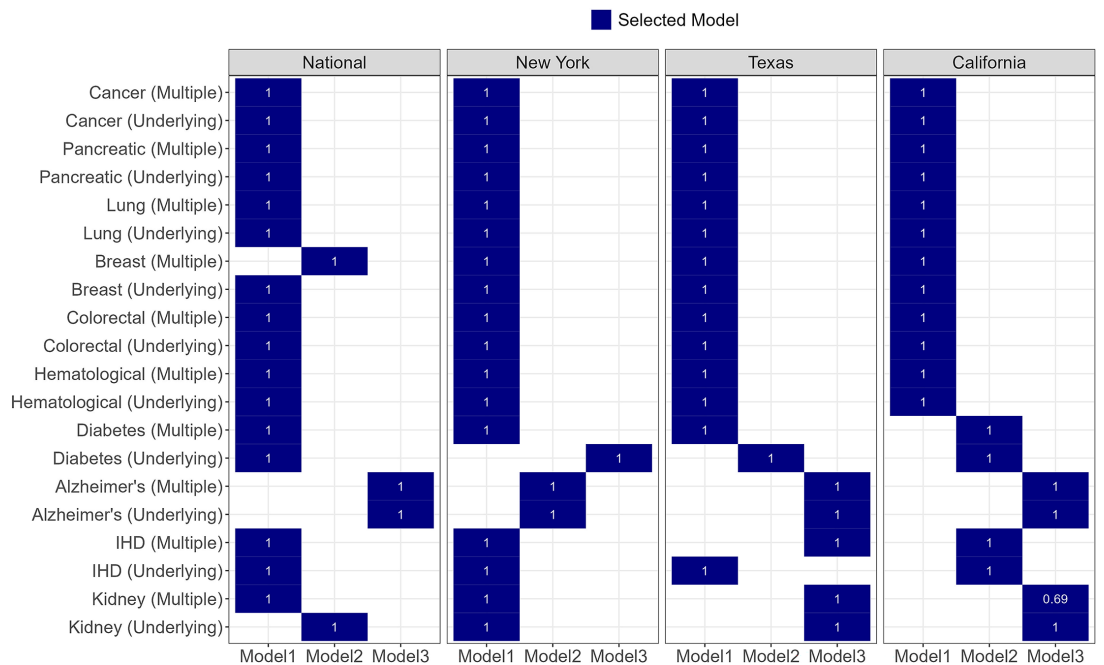 Selected Model
National New York Texas California
Cancer (Multiple) 1 1 1 1
Cancer (Underlying) 1 1 1 1
Pancreatic (Multiple) 1 1 1 1
Pancreatic (Underlying) 1 1 1 1
Lung (Multiple) 1 1 1 1
Lung (Underlying) 1 1 1 1
Breast (Multiple) 1 1 1 1
Breast (Underlying) 1 1 1 1
Colorectal (Multiple) 1 1 1 1
Colorectal (Underlying) 1 1 1 1
Hematological (Multiple) 1 1 1 1
Hematological (Underlying) 1 1 1 1
Diabetes (Multiple) 1 1 1 1
Diabetes (Underlying) 1 1 1 1
Alzheimer's (Multiple) 1 1 1 1
Alzheimer's (Underlying) 1 1 1 1
IHD (Multiple) 1 1 1 1
IHD (Underlying) 1 1 1 1
Kidney (Multiple) 1 1 1 0.69
Kidney (Underlying) 1 1 1 1
Model1 Model2 Model3 Model1 Model2 Model3 Model1 Model2 Model3 Model1 Model2 Model3